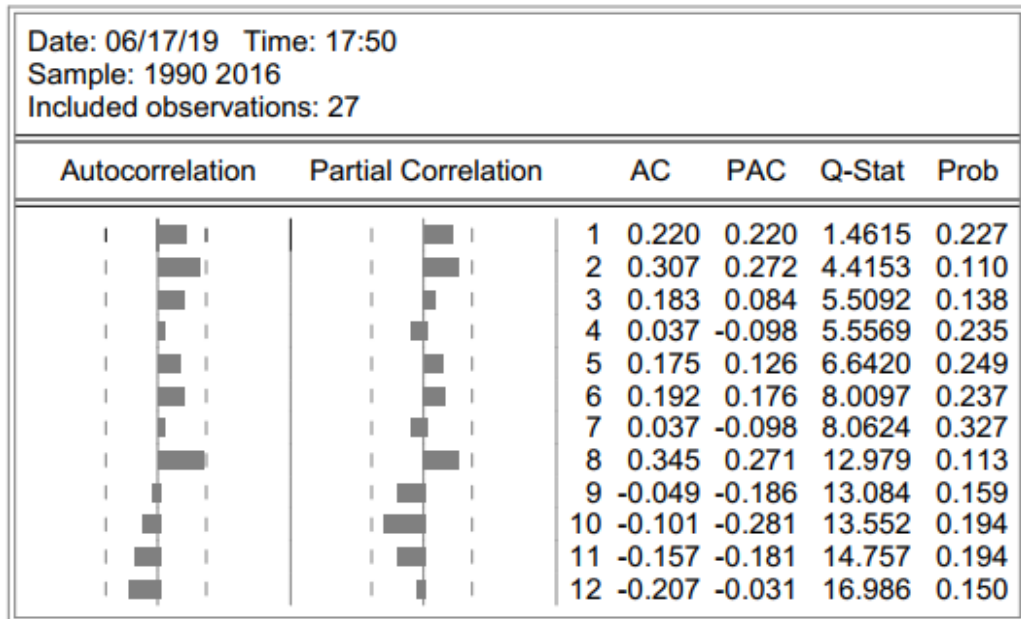 Date: 06/17/19 Time: 17:50
Sample: 1990 2016
Included observations: 27
Autocorrelation Partial Correlation AC PAC Q-Stat Prob
1 0.220 0.220 1.4615 0.227
2 0.307 0.272 4.4153 0.110
3 0.183 0.084 5.5092 0.138
4 0.037 -0.098 5.5569 0.235
5 0.175 0.126 6.6420 0.249
6 0.192 0.176 8.0097 0.237
7 0.037 -0.098 8.0624 0.327
8 0.345 0.271 12.979 0.113
9 -0.049 -0.186 13.084 0.159
10 -0.101 -0.281 13.552 0.194
11 -0.157 -0.181 14.757 0.194
12 -0.207 -0.031 16.986 0.150